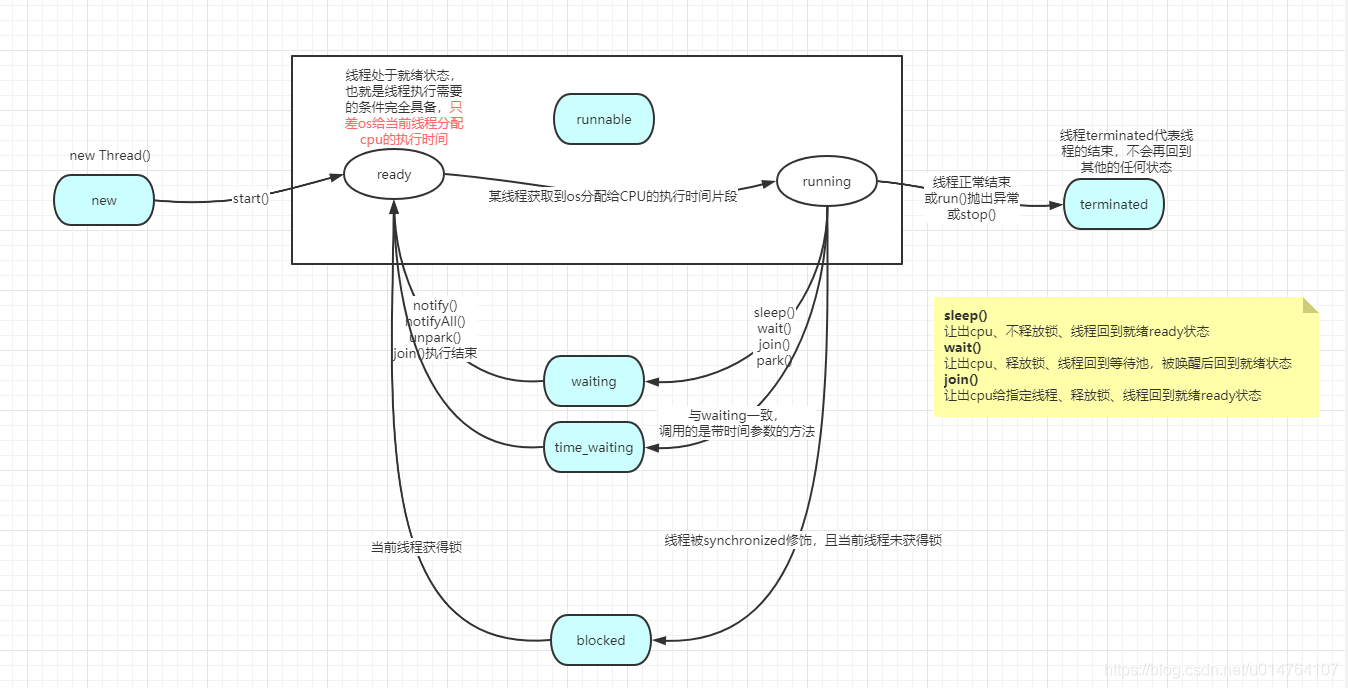 线程处于就绪状态，
也就是线程执行需要
的条件完全具备，只
差os给当前线程分配
cpu的执行时间
runnable
new Thread()
new
start()
ready
某线程获取到os分配给CPU的执行时间片段
running
线程正常结束
或run()抛出异常
或stop()
线程terminated代表线
程的结束，不会再回到
其他的任何状态
terminated
notify()
notifyAll()
unpark()
join()执行结束
sleep()
wait()
join()
park()
waiting
与waiting一致，
调用的是带时间参数的方法
time_waiting
sleep()
让出cpu、不释放锁、线程回到就绪ready状态
wait()
让出cpu、释放锁、线程回到等待池，被唤醒后回到就绪状态
join()
让出cpu给指定线程、释放锁、线程回到就绪ready状态
当前线程获得锁
线程被synchronized修饰，且当前线程未获得锁
blocked
https://blog.csdn.net/u014764107